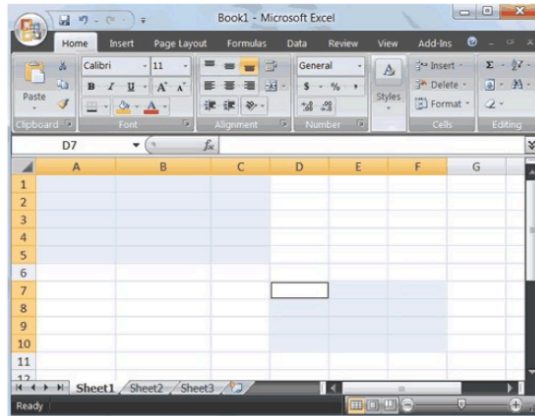 Book1 - Microsoft Excel
Home Insert Page Layout Formulas Data Review View Add-Ins
Calibri 11 General Insert Σ
B I U A A $ % , Delete
Paste A Styles Format
Clipboard Font Alignment Number Cells Editing
D7 fx
A B C D E F G
1
2
3
4
5
6
7
8
9
10
11
12
Sheet1 Sheet2 Sheet3
Ready